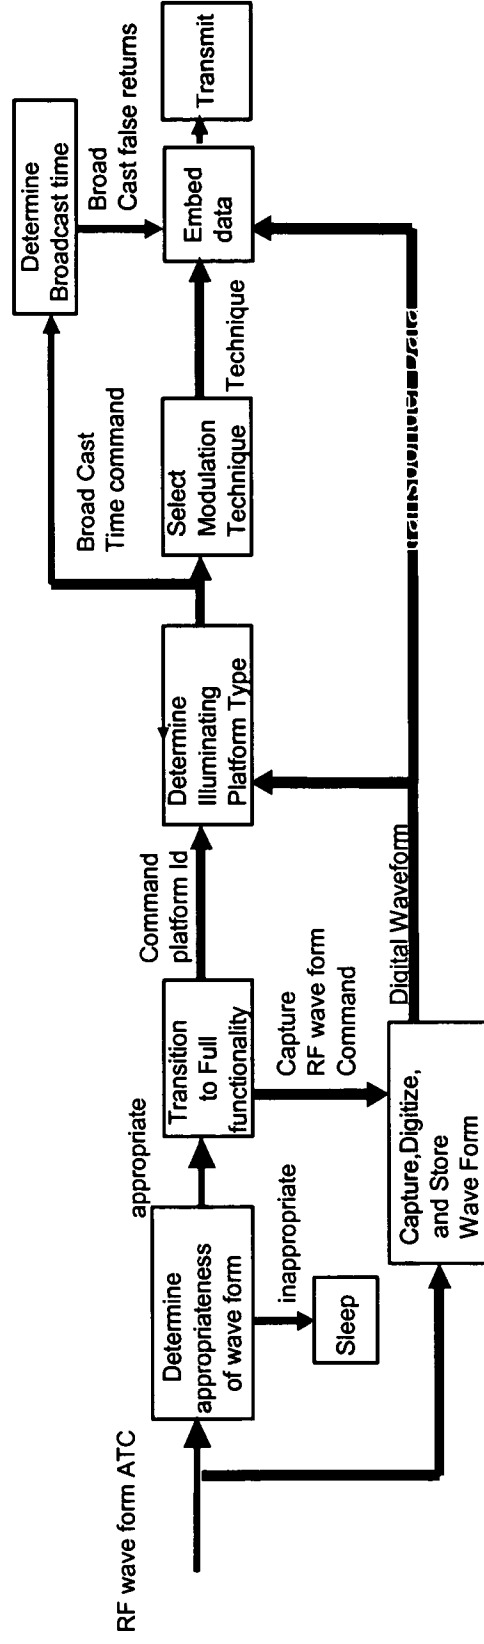 RF wave form ATC
Determine
appropriateness
of wave form
appropriate
inappropriate
Sleep
Transition to Full
to Full
functionality
Capture
RF wave form
Command
Capture,Digitize,
and Store
Wave Form
Digital Waveform
Command
platform Id
Determine
Illuminating
Platform Type
Broad Cast
Time command
Select
Modulation
Technique
Technique
Determine
Broadcast time
Broad
Cast false returns
Embed
data
Transmit